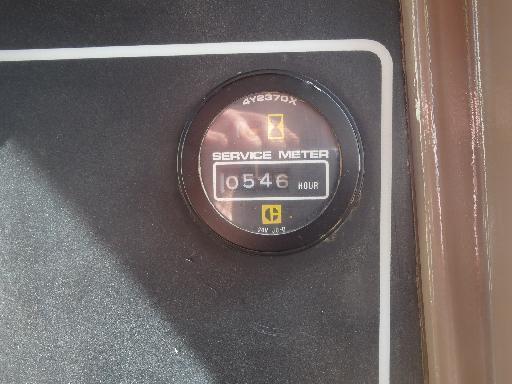 4Y2370X
SERVICE METER
0546 HOUR
C